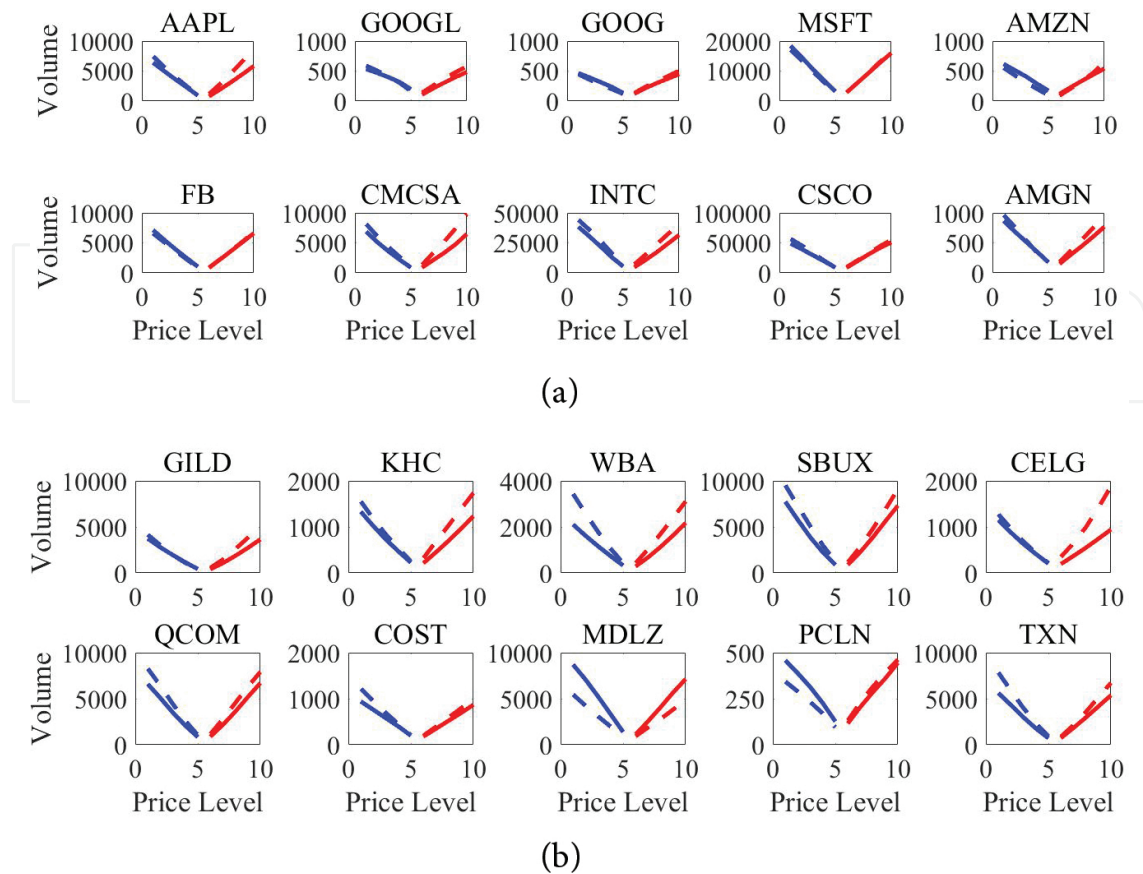 AAPL GOOGL GOOG MSFT AMZN
Volume
10000 1000 1000 20000 1000
5000 500 500 10000 500
0 0 0 0 0
0 5 10 0 5 10 0 5 10 0 5 10 0 5 10
FB CMCSA INTC CSCO AMGN
Volume
10000 10000 50000 100000 1000
5000 5000 25000 50000 500
0 0 0 0 0
0 5 10 0 5 10 0 5 10 0 5 10 0 5 10
Price Level Price Level Price Level Price Level Price Level
(a)
GILD KHC WBA SBUX CELG
Volume
10000 2000 4000 10000 2000
5000 1000 2000 5000 1000
0 0 0 0 0
0 5 10 0 5 10 0 5 10 0 5 10 0 5 10
QCOM COST MDLZ PCLN TXN
Volume
10000 2000 10000 500 10000
5000 1000 5000 250 5000
0 0 0 0 0
0 5 10 0 5 10 0 5 10 0 5 10 0 5 10
Price Level Price Level Price Level Price Level Price Level
(b)